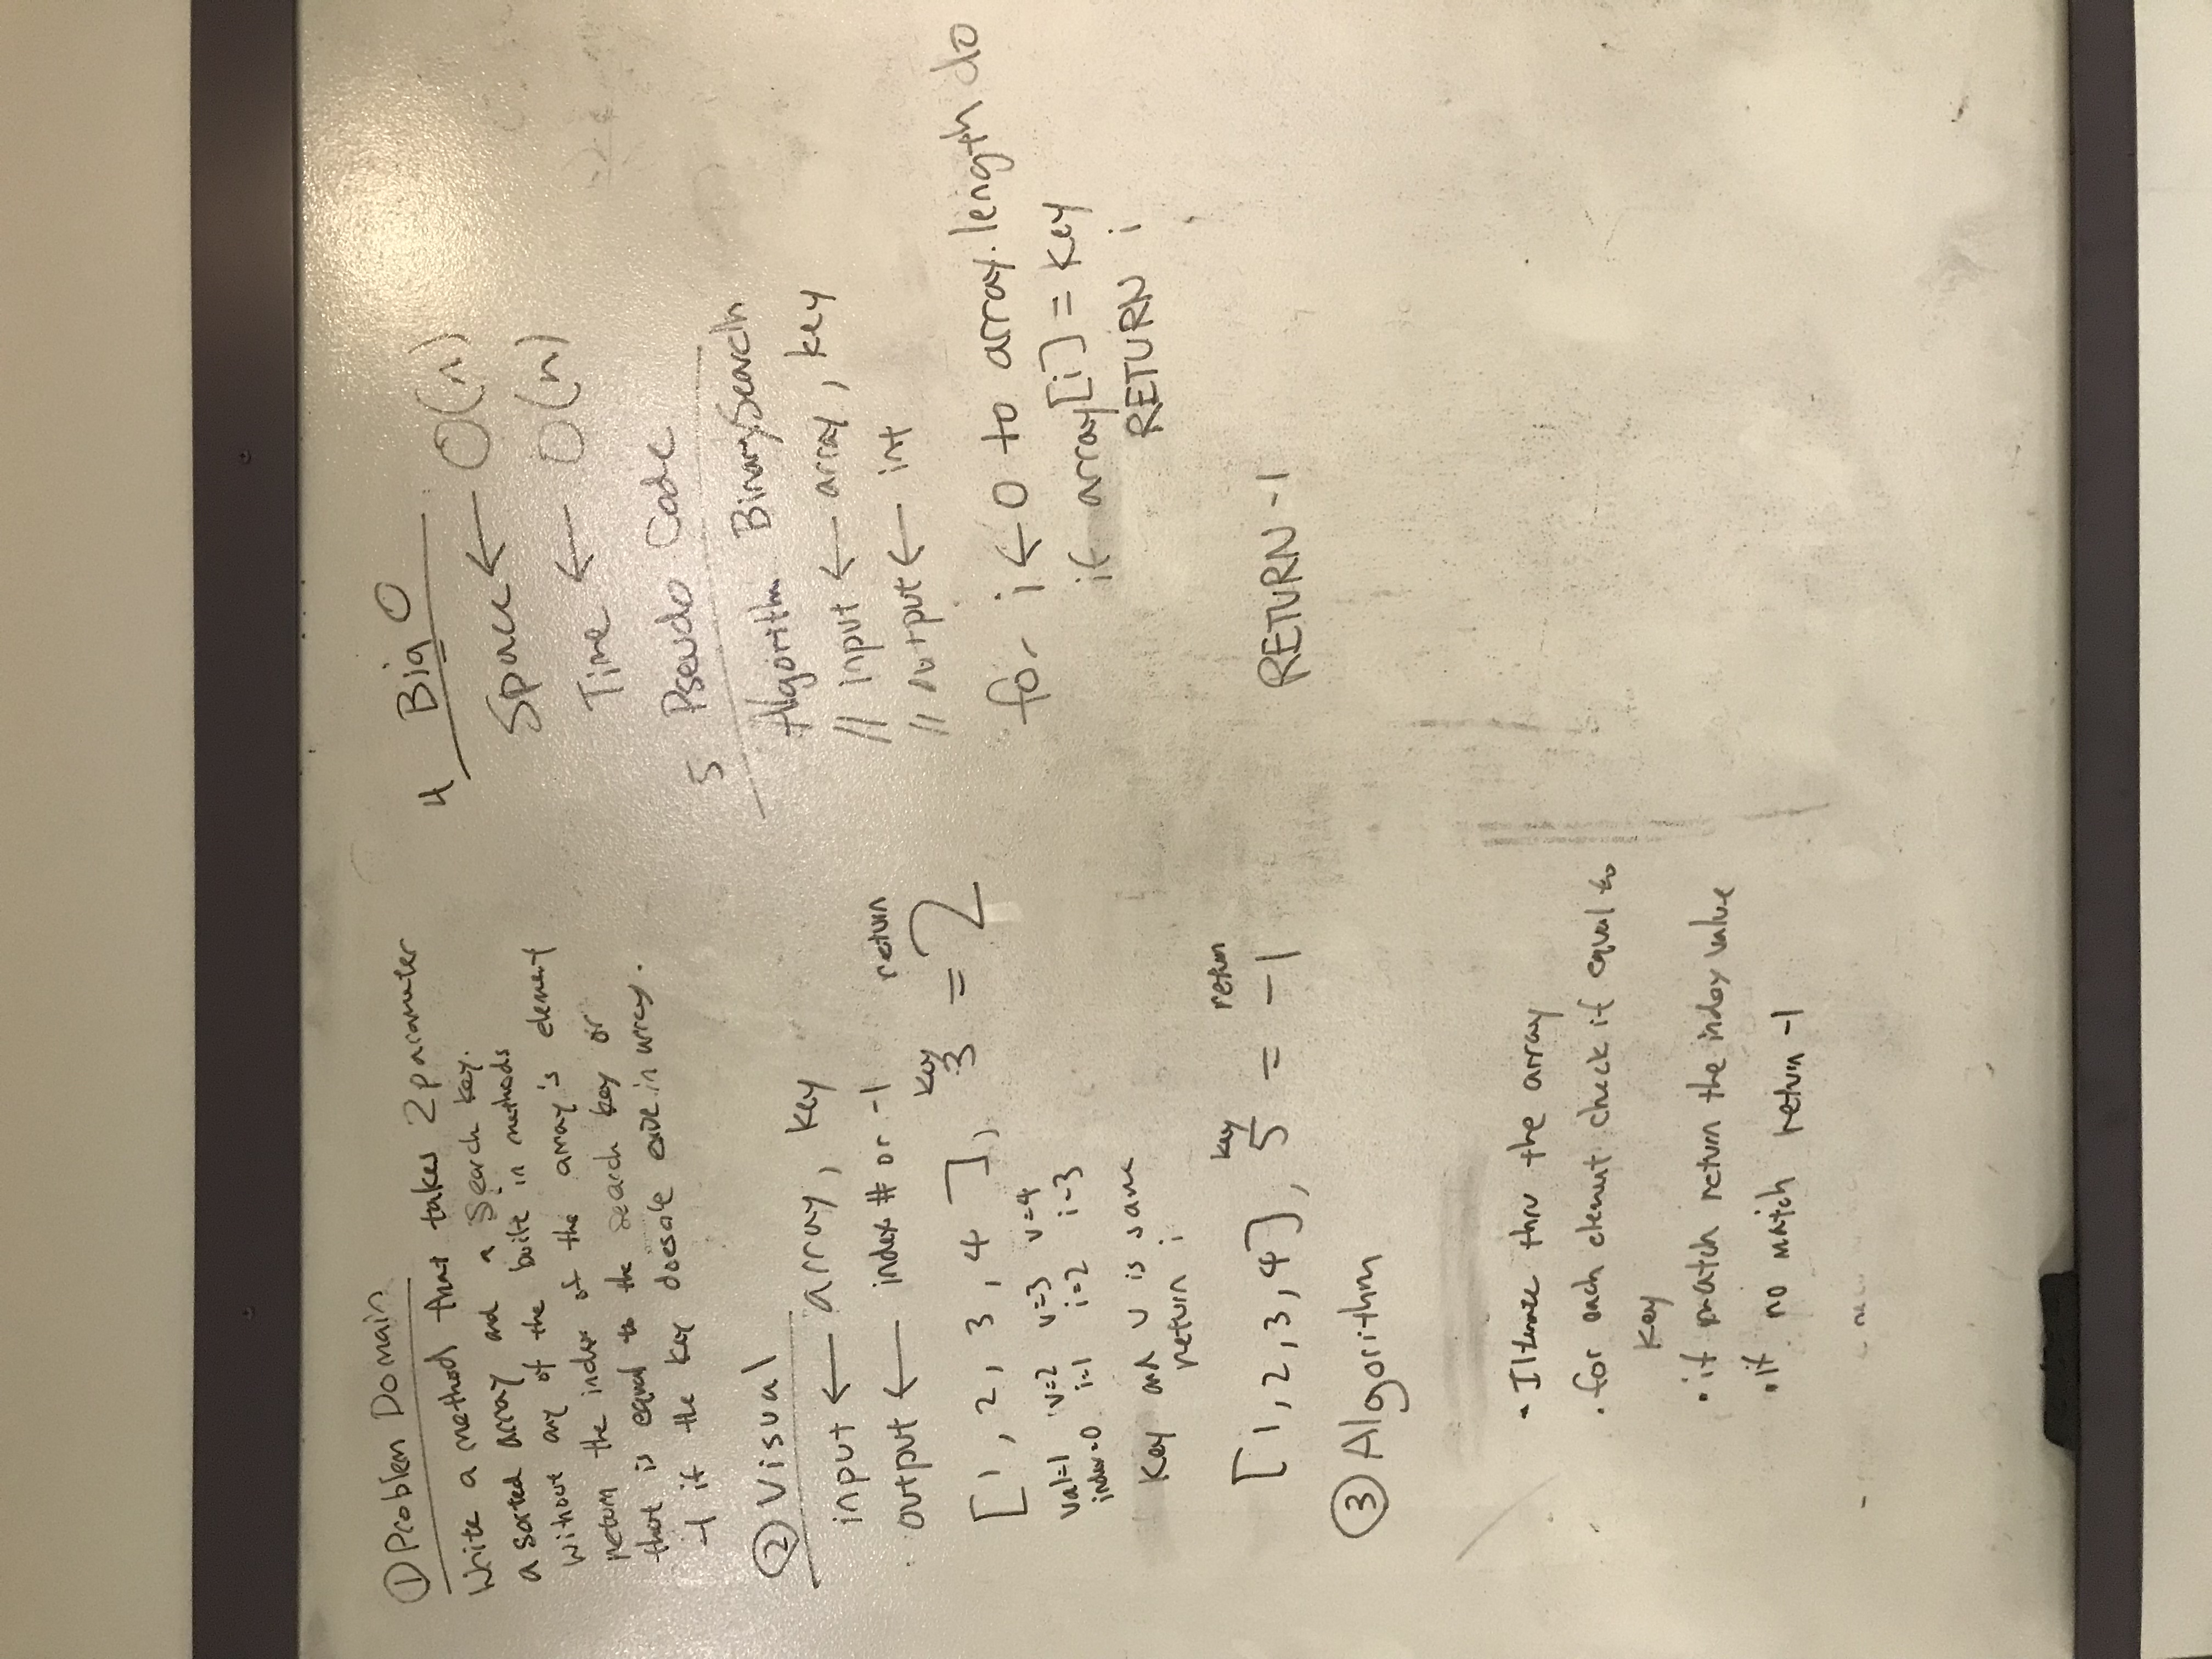 ① Problem Domain
Write a method that takes 2 parameter
a sorted array and a search key.
Without any of the built in methods
return the index of the array's element
that is equal to the search key or
-1 if the key doesn't exist in array.
② Visual
input ← array, key
output ← index # or -1
key return
[1, 2, 3, 4], 3 = 2
val=1 v=2 v=3 v=4
index=0 i=1 i=2 i=3
Key and v is same
return i
key return
[1,2,3,4], 5 = -1
③ Algorithm
• Iterate thru the array
• for each element check if equal to
key
• if match return the index value
• if no match return -1
4 Big O
Space ← O(n)
Time ← O(n)
5 Pseudo Code
Algorithm BinarySearch
// input ← array, key
// output ← int
for i ← 0 to array.length do
if array[i] = key
RETURN i
RETURN -1